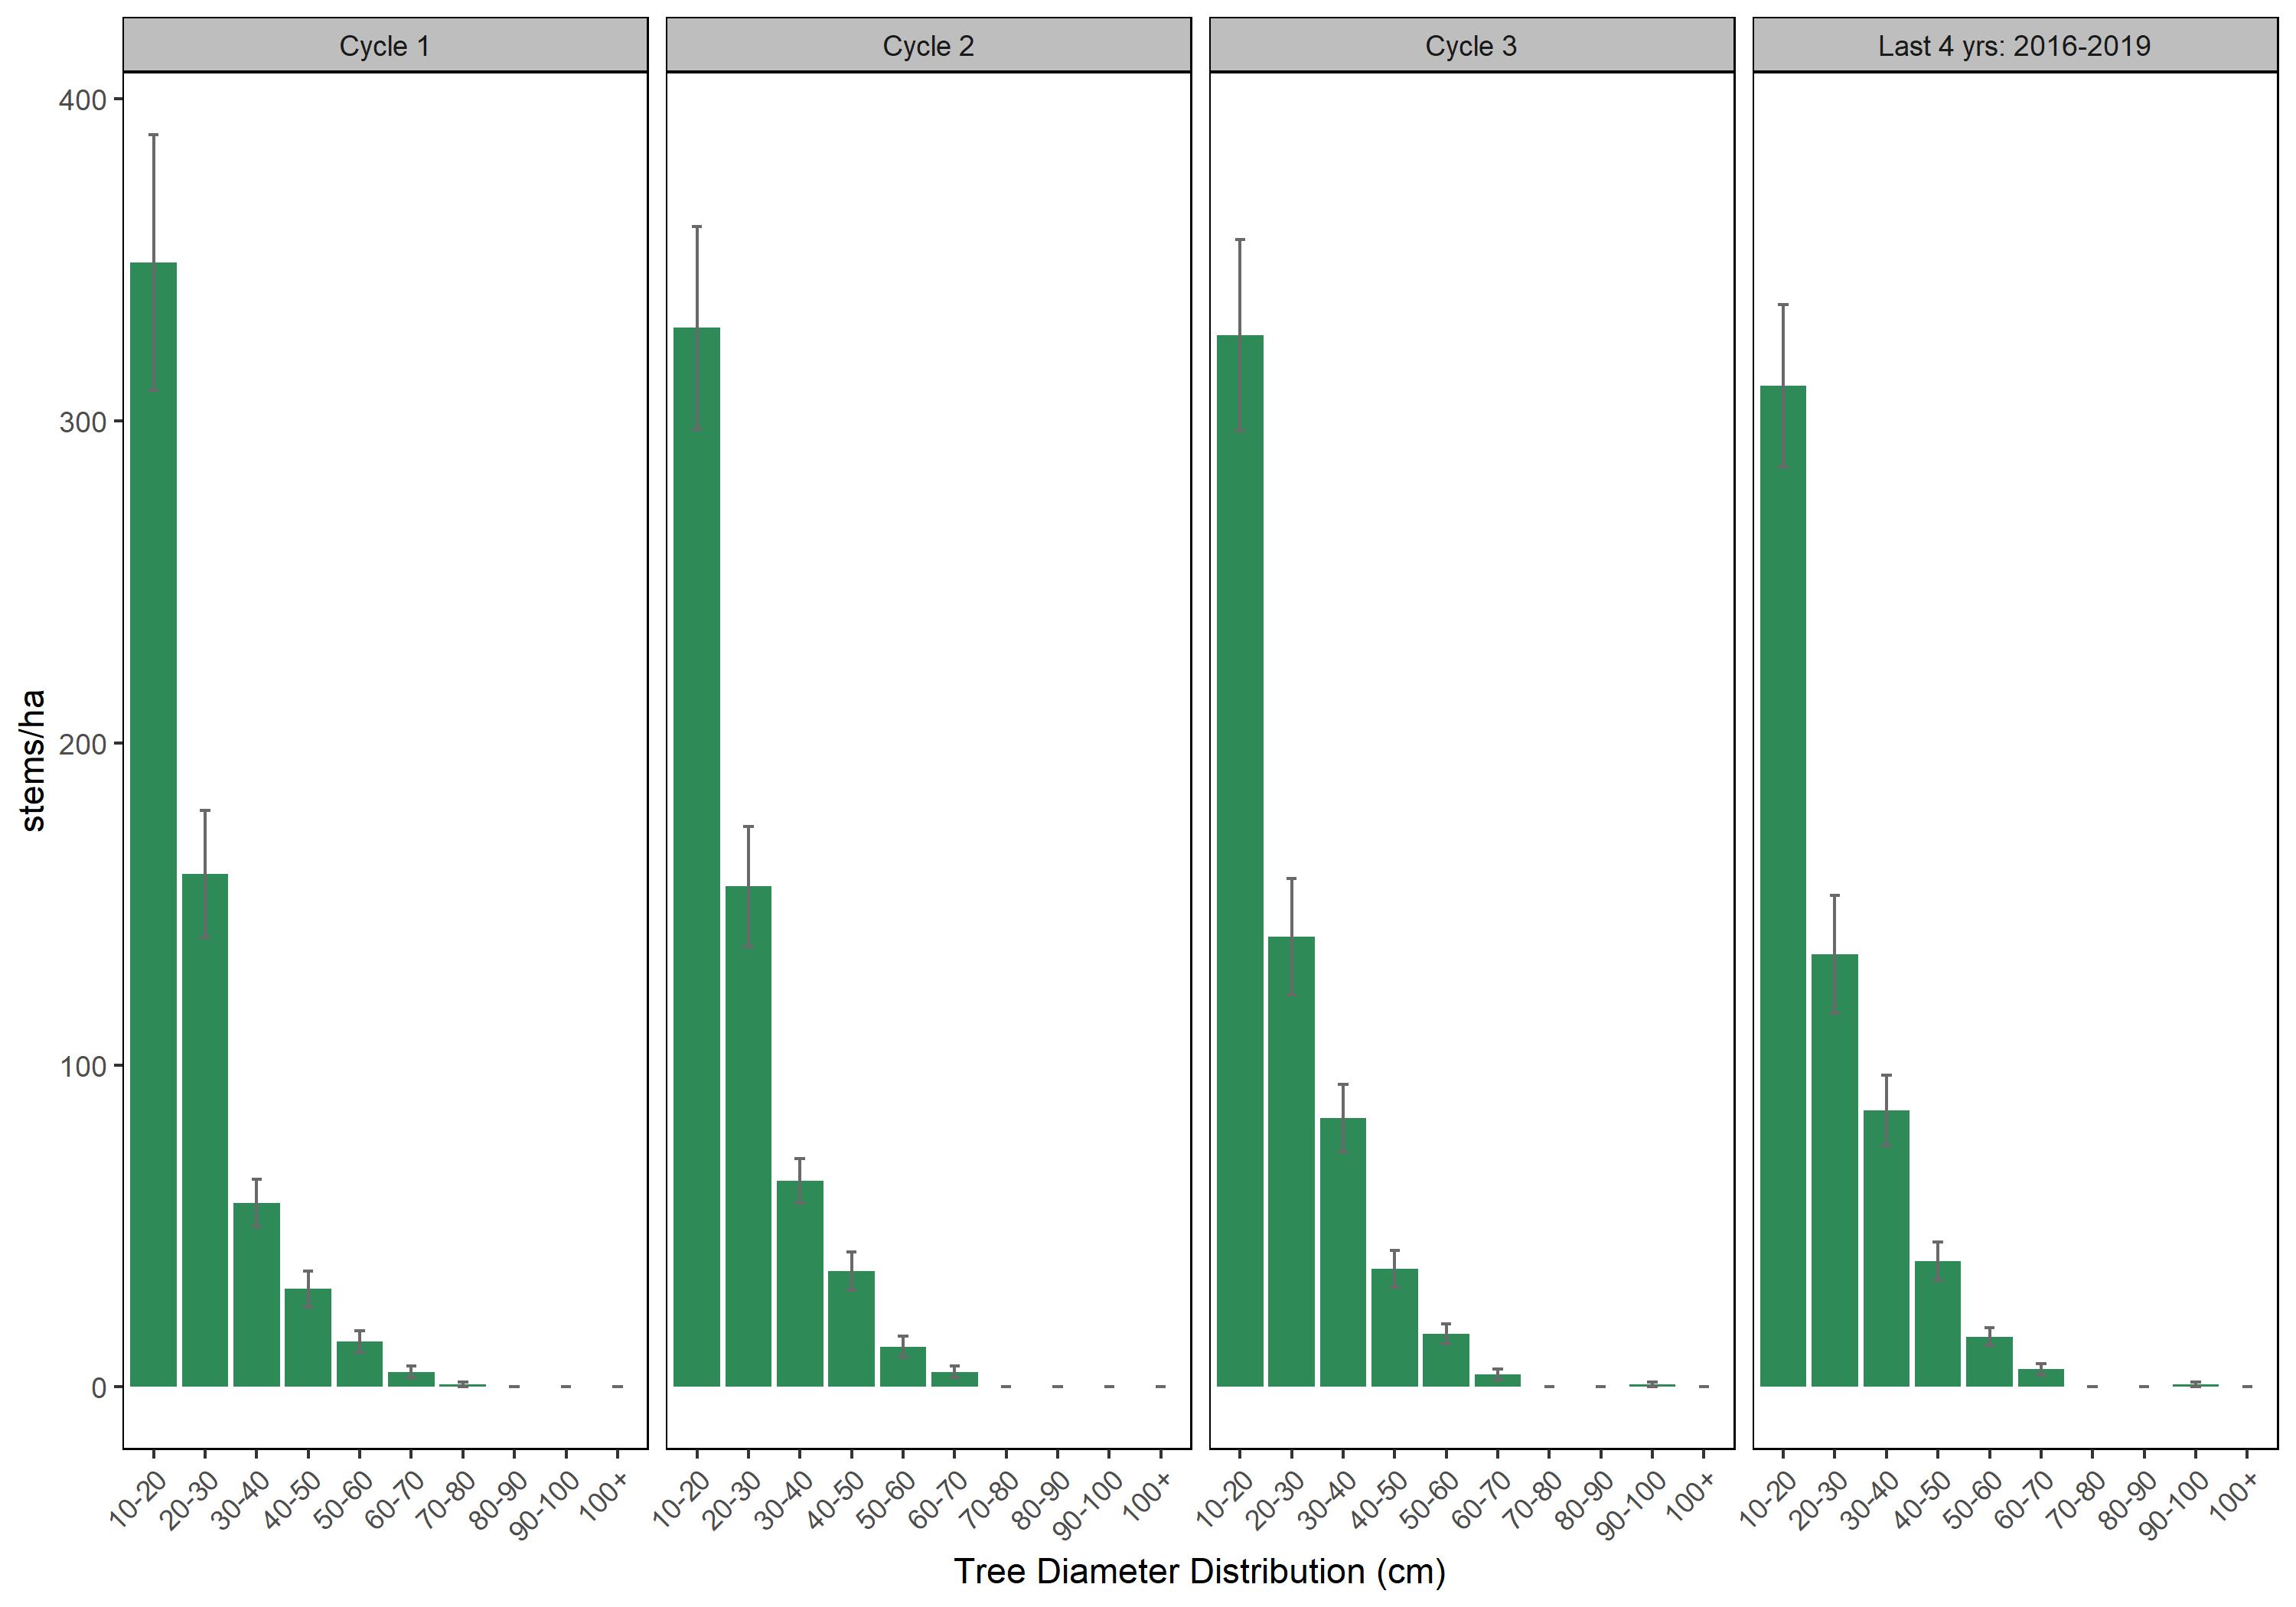 Cycle 1 Cycle 2 Cycle 3 Last 4 yrs: 2016-2019
400
300
200
100
0
stems/ha
10-20 20-30 30-40 40-50 50-60 60-70 70-80 80-90 90-100 100+ 10-20 20-30 30-40 40-50 50-60 60-70 70-80 80-90 90-100 100+ 10-20 20-30 30-40 40-50 50-60 60-70 70-80 80-90 90-100 100+ 10-20 20-30 30-40 40-50 50-60 60-70 70-80 80-90 90-100 100+
Tree Diameter Distribution (cm)